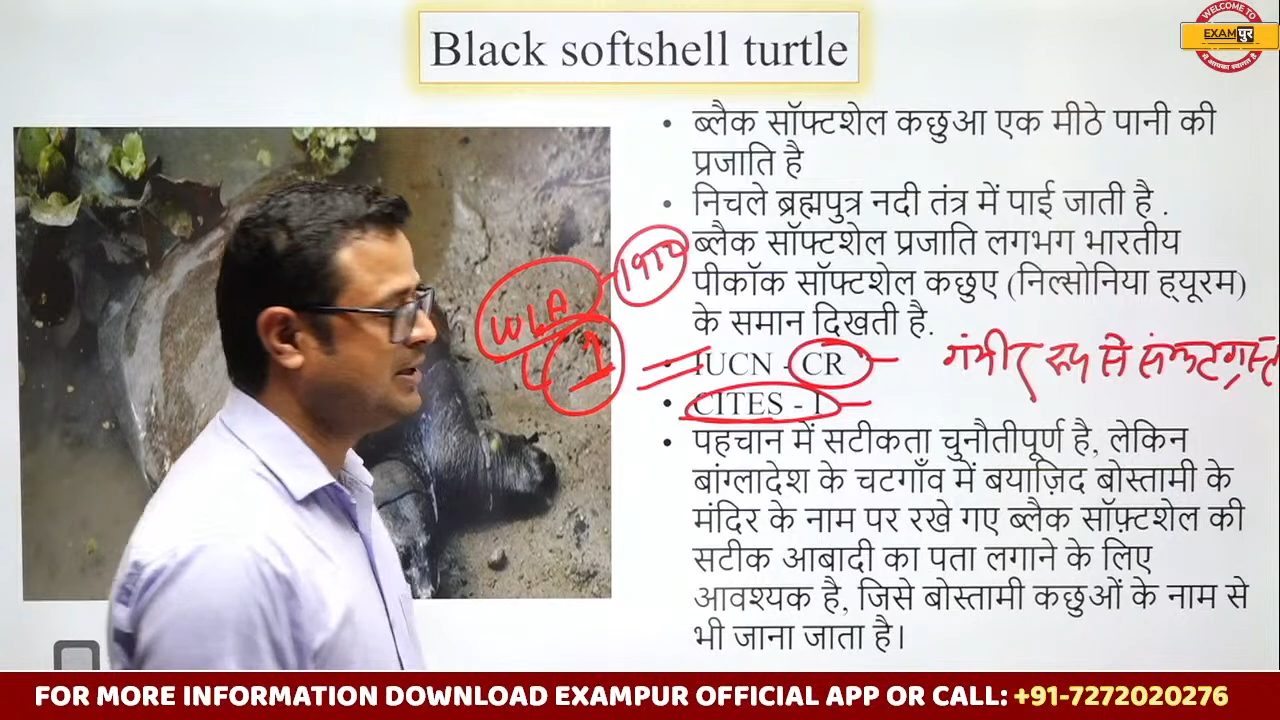 Black softshell turtle
WELCOME TO
EXAMपुर
में आपका स्वागत है
• ब्लैक सॉफ्टशेल कछुआ एक मीठे पानी की
प्रजाति है
• निचले ब्रह्मपुत्र नदी तंत्र में पाई जाती है .
ब्लैक सॉफ्टशेल प्रजाति लगभग भारतीय
पीकॉक सॉफ्टशेल कछुए (निल्सोनिया ह्यूरम)
के समान दिखती है.
WLA
1972
I
• IUCN - CR
गंभीर रूप से संकटग्रस्त
• CITES - I
• पहचान में सटीकता चुनौतीपूर्ण है, लेकिन
बांग्लादेश के चटगाँव में बयाज़िद बोस्तामी के
मंदिर के नाम पर रखे गए ब्लैक सॉफ़्टशेल की
सटीक आबादी का पता लगाने के लिए
आवश्यक है, जिसे बोस्तामी कछुओं के नाम से
भी जाना जाता है।
FOR MORE INFORMATION DOWNLOAD EXAMPUR OFFICIAL APP OR CALL: +91-7272020276